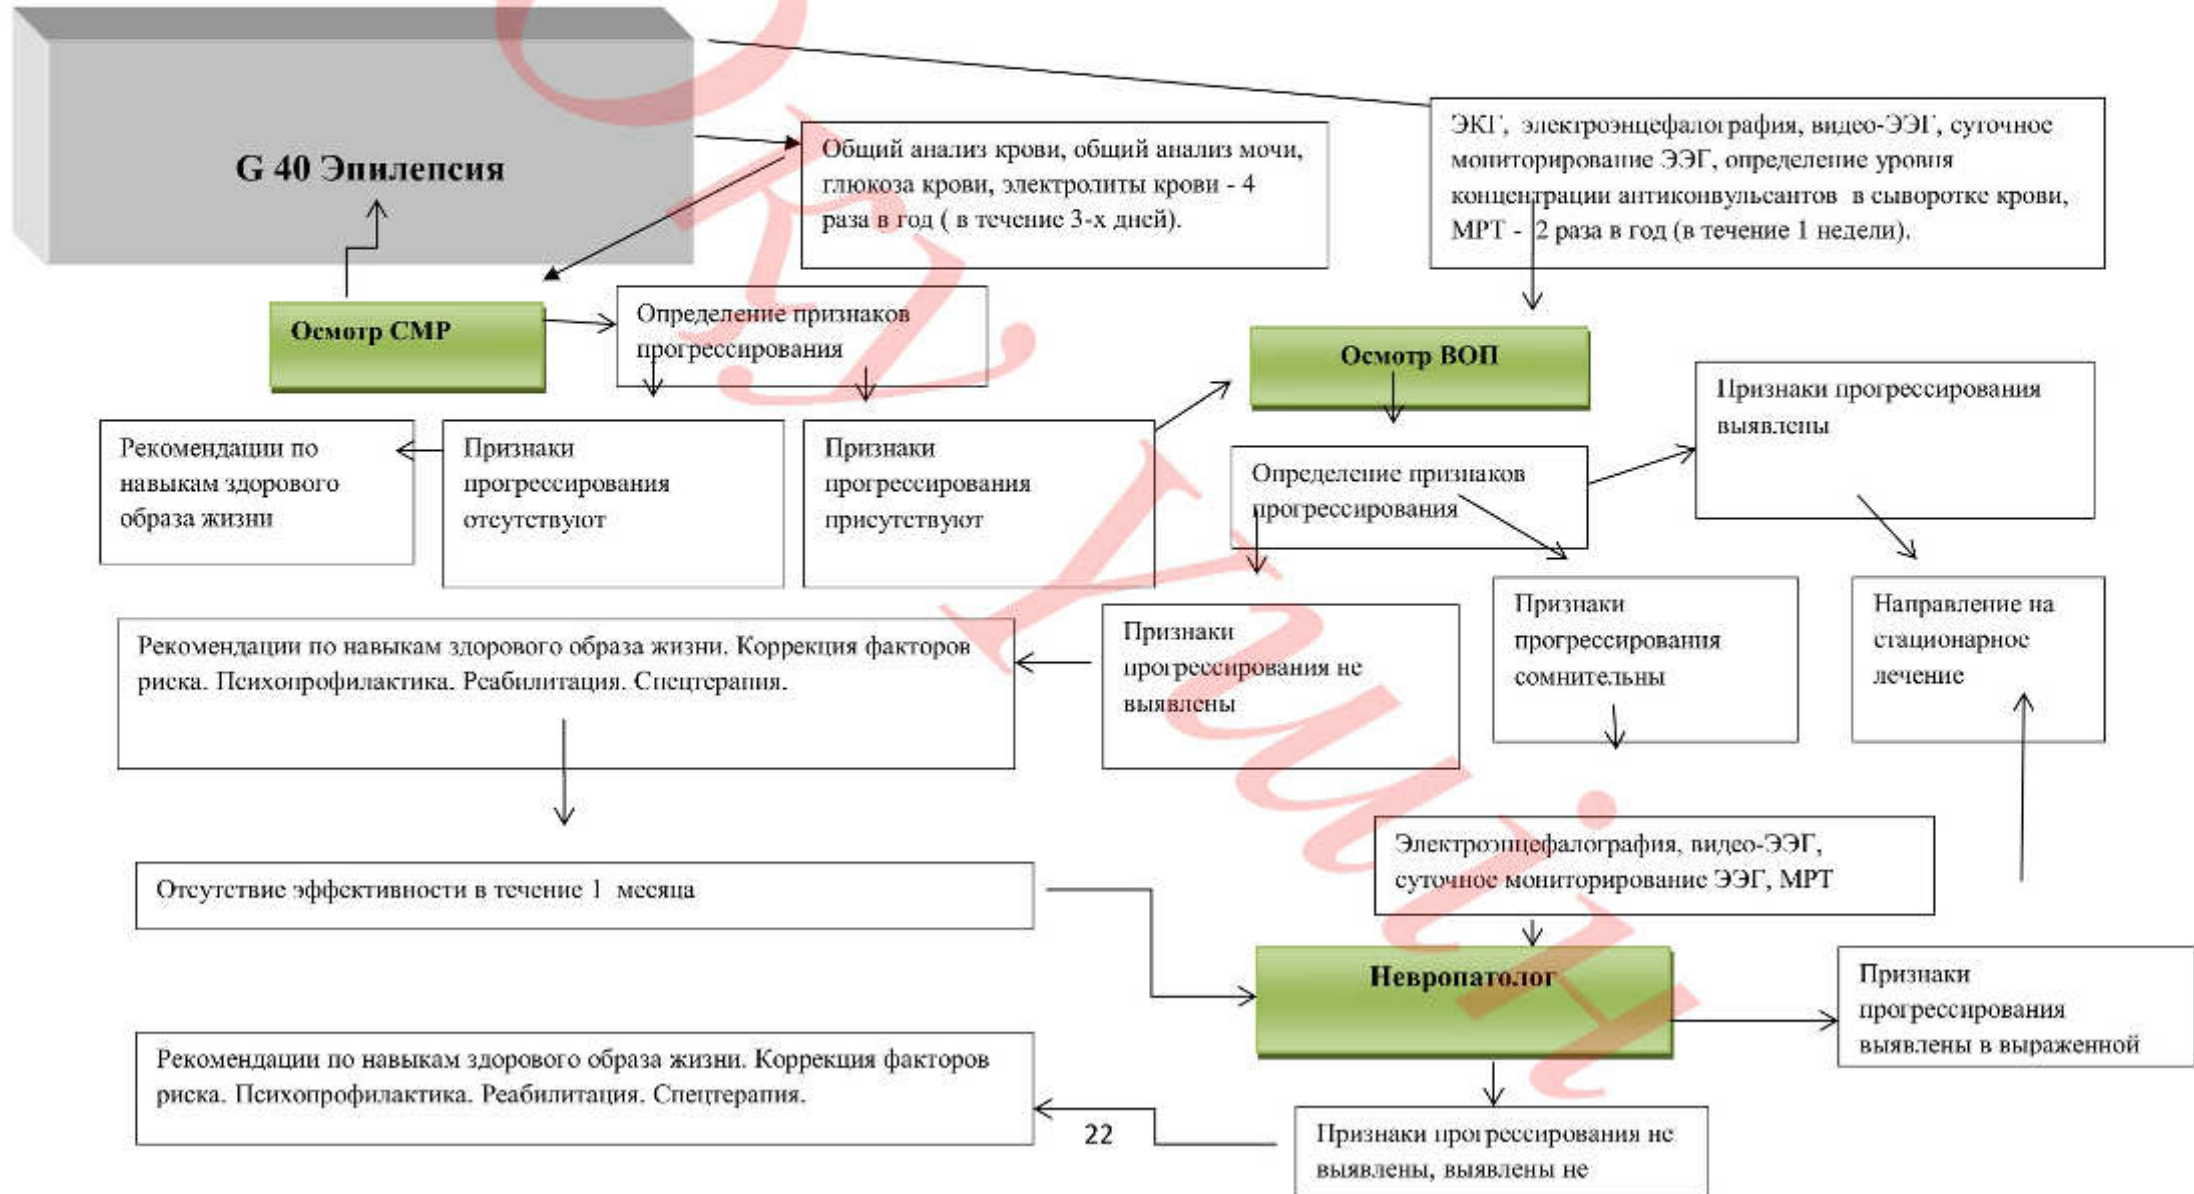 G 40 Эпилепсия
Общий анализ крови, общий анализ мочи,
глюкоза крови, электролиты крови - 4
раза в год ( в течение 3-х дней).
ЭКГ, электроэнцефалография, видео-ЭЭГ, суточное
мониторирование ЭЭГ, определение уровня
концентрации антиконвульсантов в сыворотке крови,
МРТ - 2 раза в год (в течение 1 недели).
Осмотр СМР
Определение признаков
прогрессирования
Осмотр ВОП
Признаки прогрессирования
выявлены
Рекомендации по
навыкам здорового
образа жизни
Признаки
прогрессирования
отсутствуют
Признаки
прогрессирования
присутствуют
Определение признаков
прогрессирования
Рекомендации по навыкам здорового образа жизни. Коррекция факторов
риска. Психопрофилактика. Реабилитация. Спецтерапия.
Признаки
прогрессирования не
выявлены
Признаки
прогрессирования
сомнительны
Направление на
стационарное
лечение
Электроэнцефалография, видео-ЭЭГ,
суточное мониторирование ЭЭГ, МРТ
Отсутствие эффективности в течение 1 месяца
Невропатолог
Признаки
прогрессирования
выявлены в выраженной
Рекомендации по навыкам здорового образа жизни. Коррекция факторов
риска. Психопрофилактика. Реабилитация. Спецтерапия.
22
Признаки прогрессирования не
выявлены, выявлены не